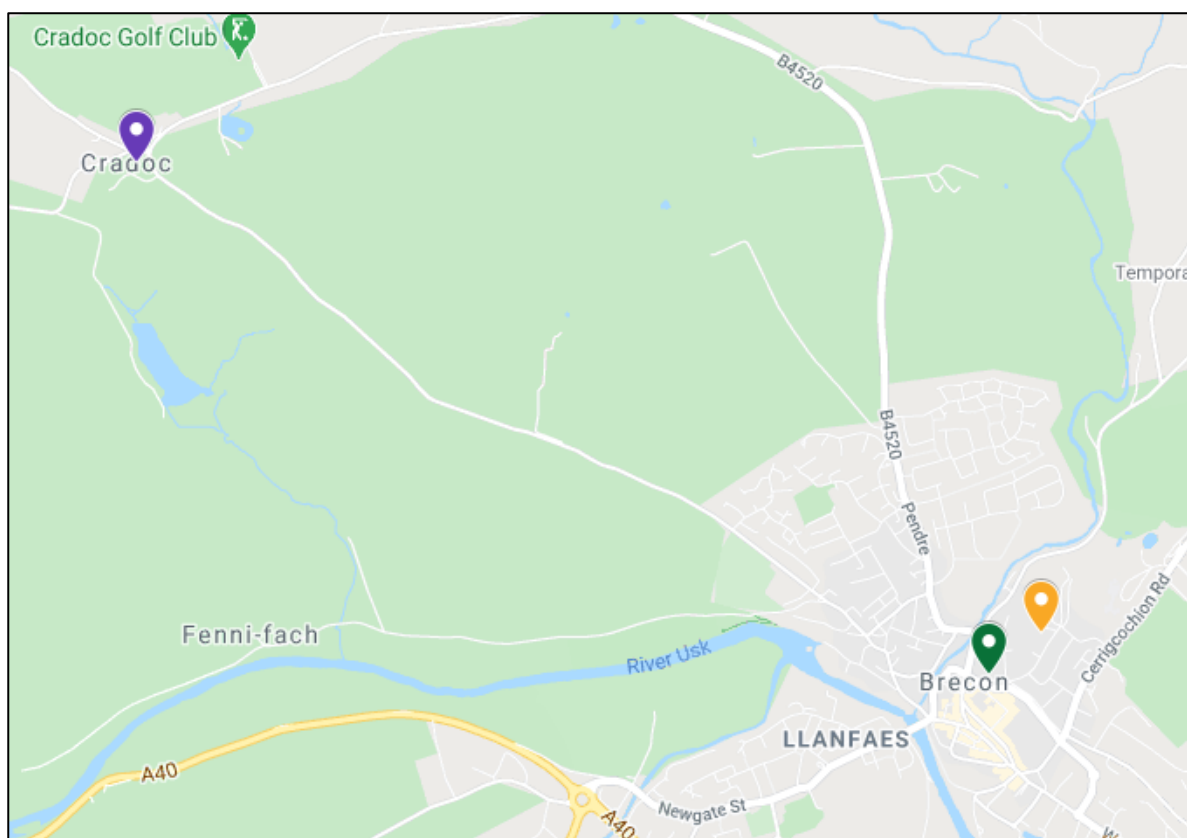 Cradoc Golf Club
B4520
Cradoc
Tempora
B4520
Pendre
Cerrigcochion Rd
Fenni-fach
River Usk
Brecon
LLANFAES
A40
Newgate St
A40
W